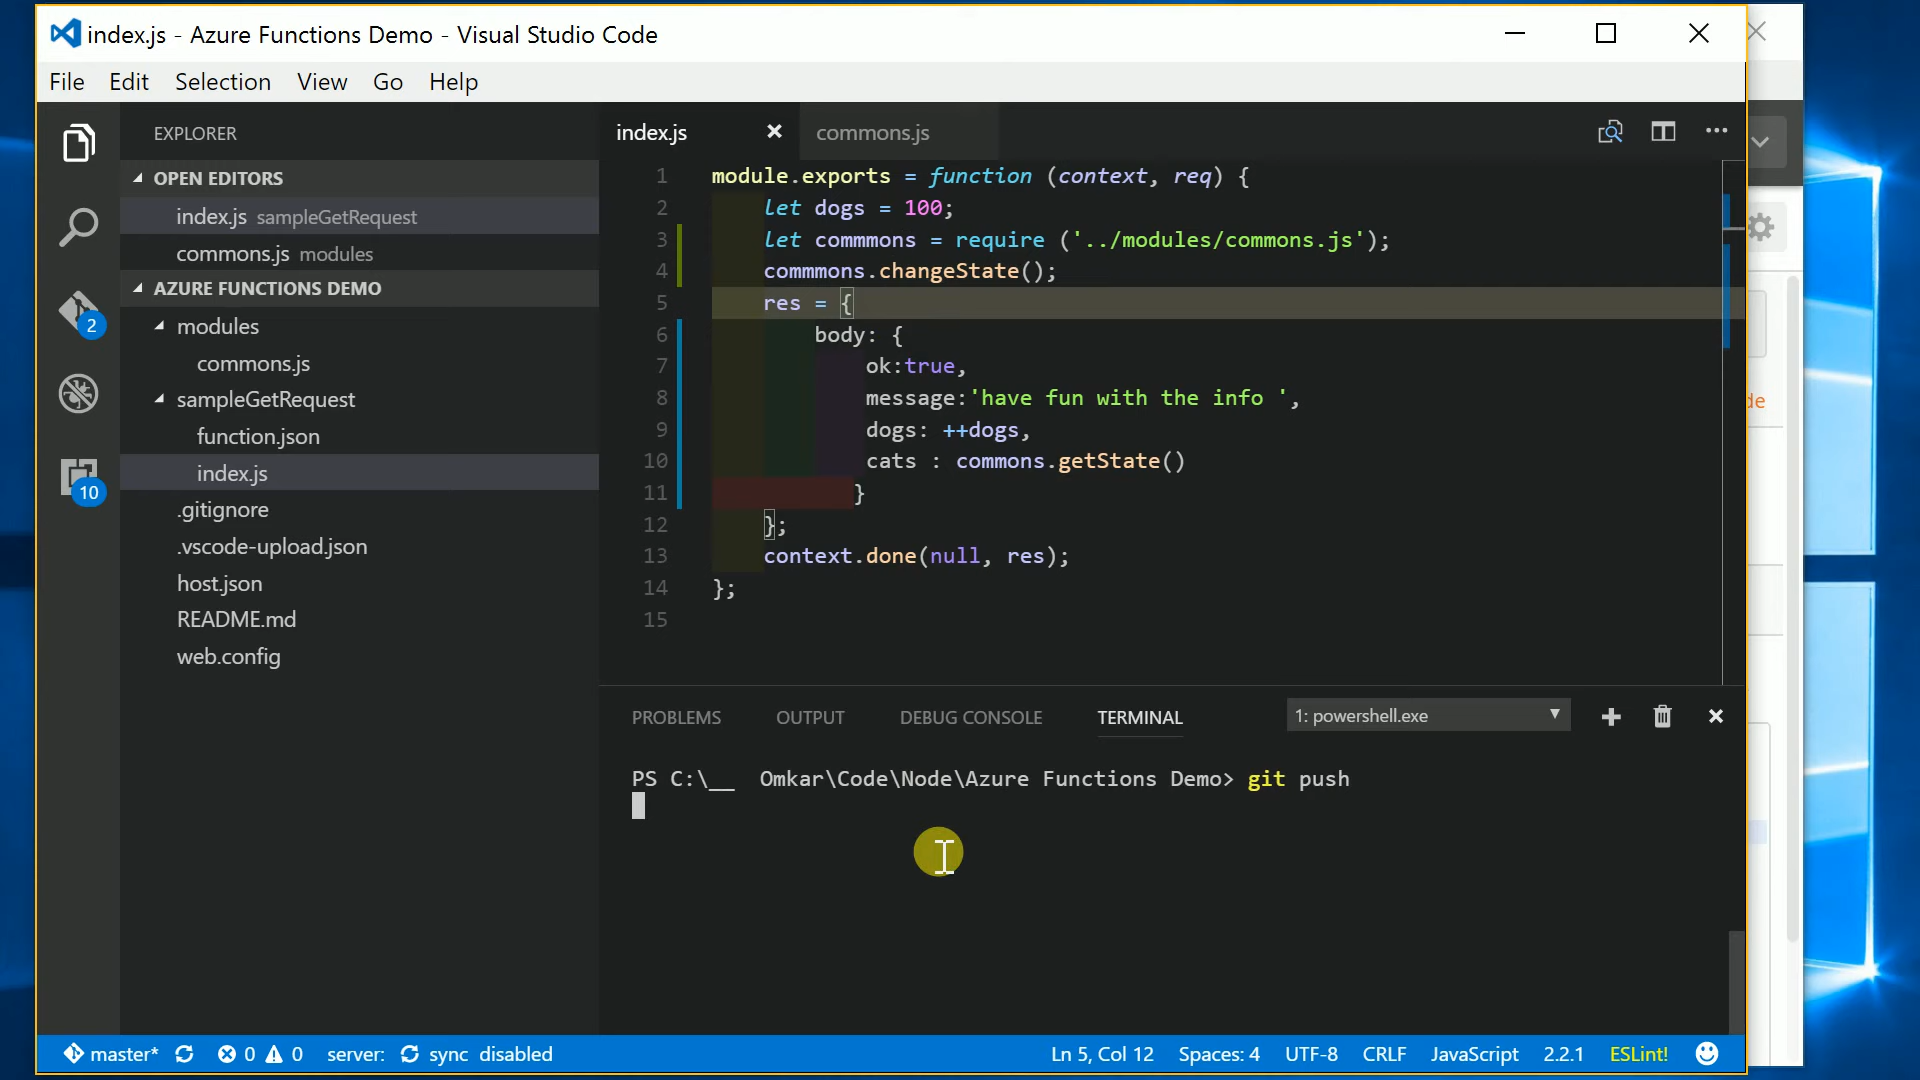 index.js - Azure Functions Demo - Visual Studio Code
File Edit Selection View Go Help
EXPLORER
OPEN EDITORS
index.js sampleGetRequest
commons.js modules
AZURE FUNCTIONS DEMO
modules
commons.js
sampleGetRequest
function.json
index.js
.gitignore
.vscode-upload.json
host.json
README.md
web.config
2
10
index.js commons.js
1 module.exports = function (context, req) {
2 let dogs = 100;
3 let commmons = require ('../modules/commons.js');
4 commmons.changeState();
5 res = {
6 body: {
7 ok:true,
8 message:'have fun with the info ',
9 dogs: ++dogs,
10 cats : commons.getState()
11 }
12 };
13 context.done(null, res);
14 };
15
PROBLEMS OUTPUT DEBUG CONSOLE TERMINAL 1: powershell.exe
PS C:\__ Omkar\Code\Node\Azure Functions Demo> git push
master* 0 0 server: sync disabled Ln 5, Col 12 Spaces: 4 UTF-8 CRLF JavaScript 2.2.1 ESLint!